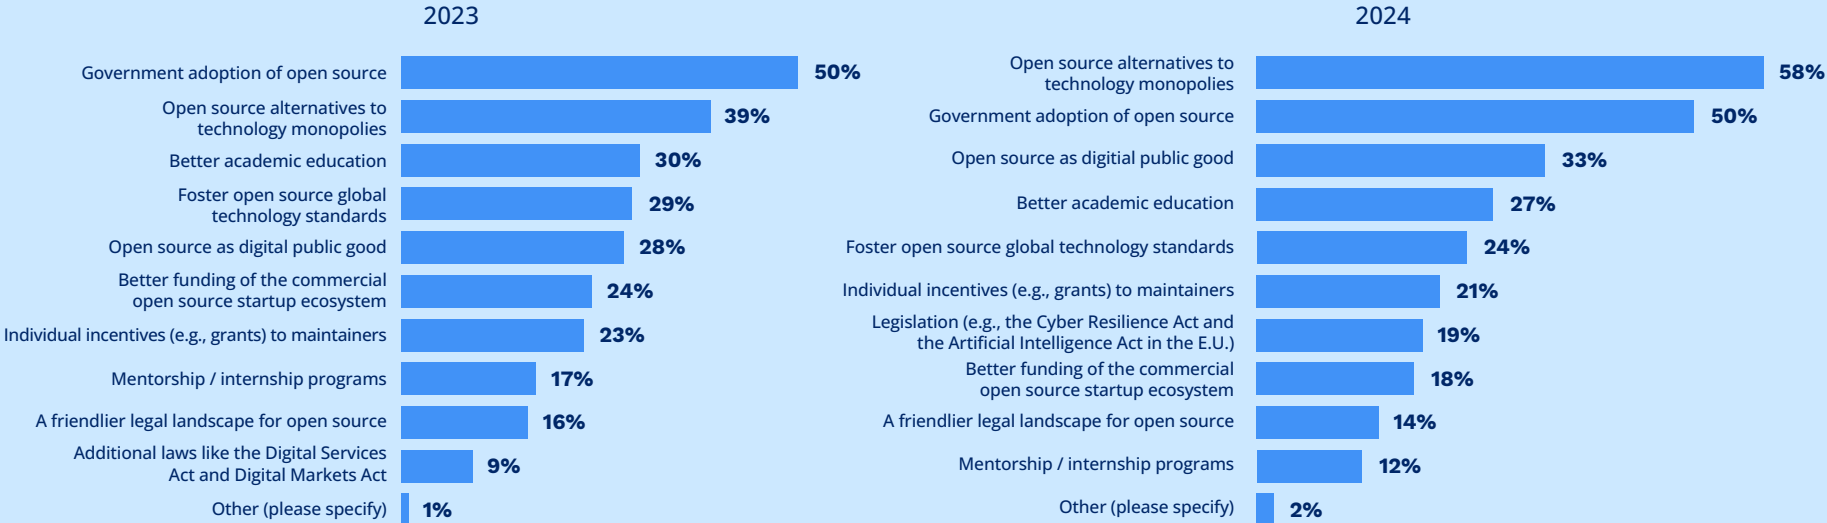 2023
Government adoption of open source
50%
Open source alternatives to
technology monopolies
39%
Better academic education
30%
Foster open source global
technology standards
29%
Open source as digital public good
28%
Better funding of the commercial
open source startup ecosystem
24%
Individual incentives (e.g., grants) to maintainers
23%
Mentorship / internship programs
17%
A friendlier legal landscape for open source
16%
Additional laws like the Digital Services
Act and Digital Markets Act
9%
Other (please specify)
1%
2024
Open source alternatives to
technology monopolies
58%
Government adoption of open source
50%
Open source as digitial public good
33%
Better academic education
27%
Foster open source global technology standards
24%
Individual incentives (e.g., grants) to maintainers
21%
Legislation (e.g., the Cyber Resilience Act and
the Artificial Intelligence Act in the E.U.)
19%
Better funding of the commercial
open source startup ecosystem
18%
A friendlier legal landscape for open source
14%
Mentorship / internship programs
12%
Other (please specify)
2%